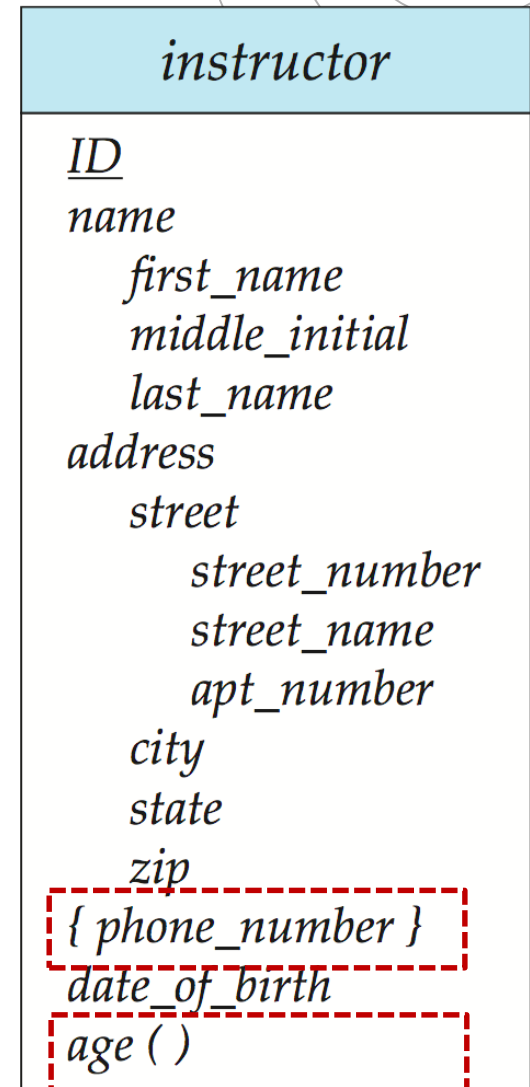 instructor
ID
name
first_name
middle_initial
last_name
address
street
street_number
street_name
apt_number
city
state
zip
{ phone_number }
date_of_birth
age ( )